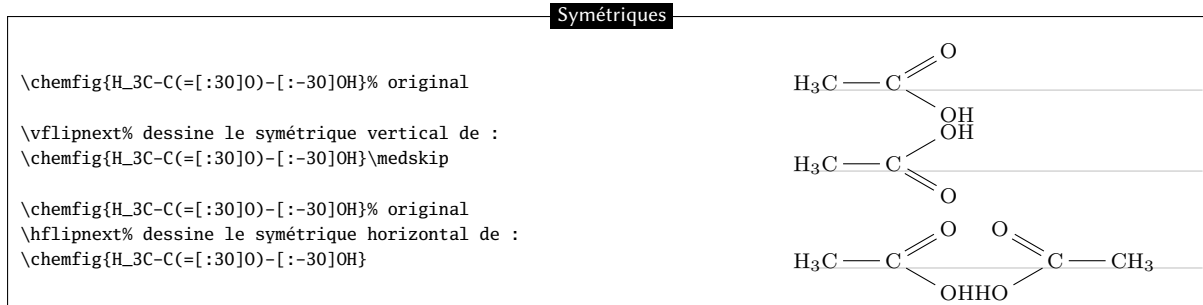 Symétriques
\chemfig{H_3C-C(=[:30]O)-[:-30]OH}% original
\vflipnext% dessine le symétrique vertical de :
\chemfig{H_3C-C(=[:30]O)-[:-30]OH}\medskip
\chemfig{H_3C-C(=[:30]O)-[:-30]OH}% original
\hflipnext% dessine le symétrique horizontal de :
\chemfig{H_3C-C(=[:30]O)-[:-30]OH}
O
H₃C C
OH
OH
H₃C C
O
O O
H₃C C C CH₃
OHHO